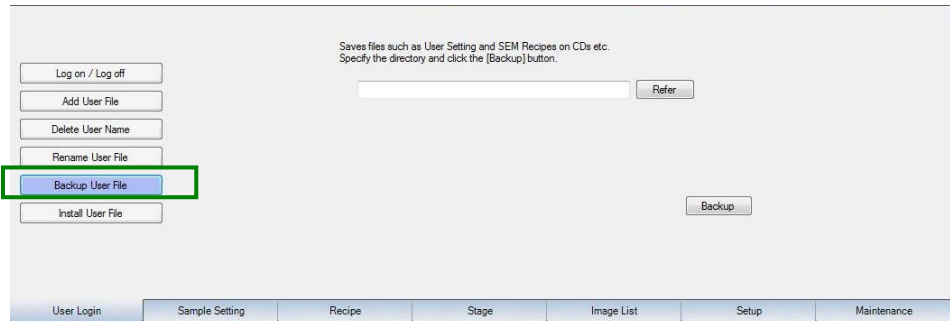 Saves files such as User Setting and SEM Recipes on CDs etc.
Specify the directory and click the [Backup] button.
Refer
Log on / Log off
Add User File
Delete User Name
Rename User File
Backup User File
Install User File
Backup
User Login
Sample Setting
Recipe
Stage
Image List
Setup
Maintenance